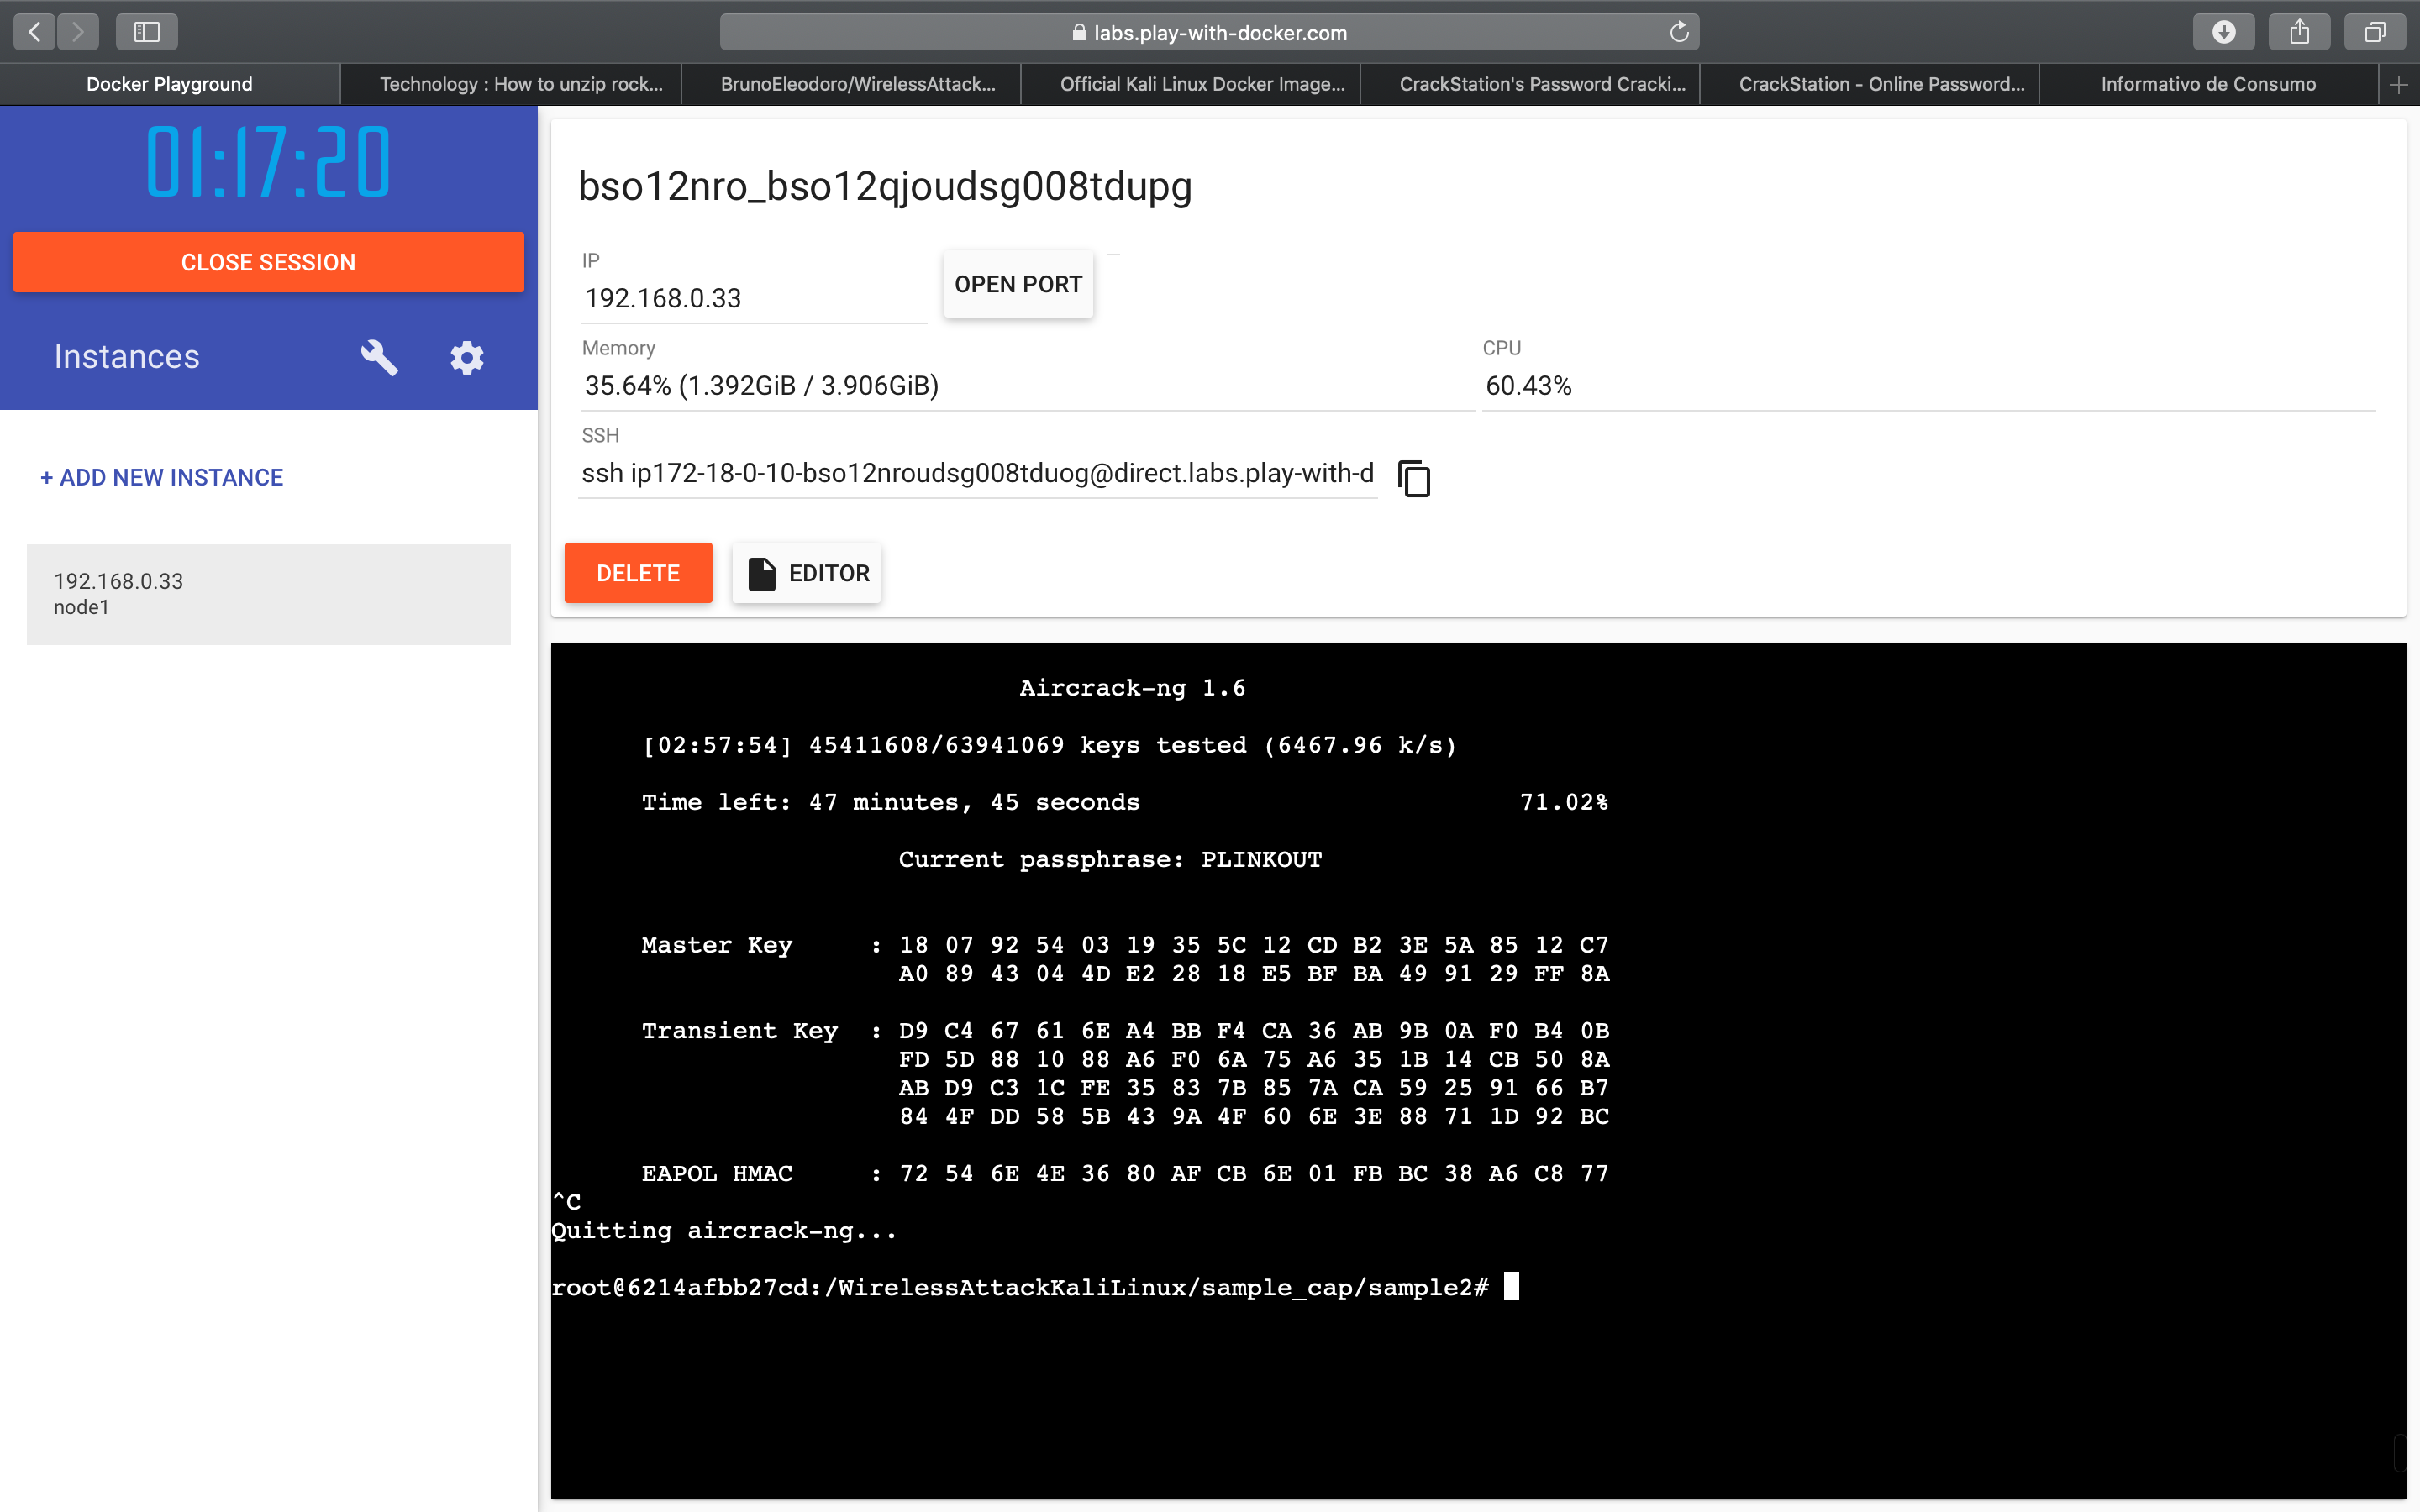 labs.play-with-docker.com
Docker Playground
Technology : How to unzip rock...
BrunoEleodoro/WirelessAttack...
Official Kali Linux Docker Image...
CrackStation's Password Cracki...
CrackStation - Online Password...
Informativo de Consumo
01:17:20
CLOSE SESSION
Instances
+ ADD NEW INSTANCE
192.168.0.33
node1
bso12nro_bso12qjoudsg008tdupg
IP
192.168.0.33
OPEN PORT
Memory
35.64% (1.392GiB / 3.906GiB)
CPU
60.43%
SSH
ssh ip172-18-0-10-bso12nroudsg008tduog@direct.labs.play-with-d
DELETE
EDITOR
Aircrack-ng 1.6
[02:57:54] 45411608/63941069 keys tested (6467.96 k/s)
Time left: 47 minutes, 45 seconds 71.02%
Current passphrase: PLINKOUT
Master Key : 18 07 92 54 03 19 35 5C 12 CD B2 3E 5A 85 12 C7
A0 89 43 04 4D E2 28 18 E5 BF BA 49 91 29 FF 8A
Transient Key : D9 C4 67 61 6E A4 BB F4 CA 36 AB 9B 0A F0 B4 0B
FD 5D 88 10 88 A6 F0 6A 75 A6 35 1B 14 CB 50 8A
AB D9 C3 1C FE 35 83 7B 85 7A CA 59 25 91 66 B7
84 4F DD 58 5B 43 9A 4F 60 6E 3E 88 71 1D 92 BC
EAPOL HMAC : 72 54 6E 4E 36 80 AF CB 6E 01 FB BC 38 A6 C8 77
^C
Quitting aircrack-ng...
root@6214afbb27cd:/WirelessAttackKaliLinux/sample_cap/sample2#